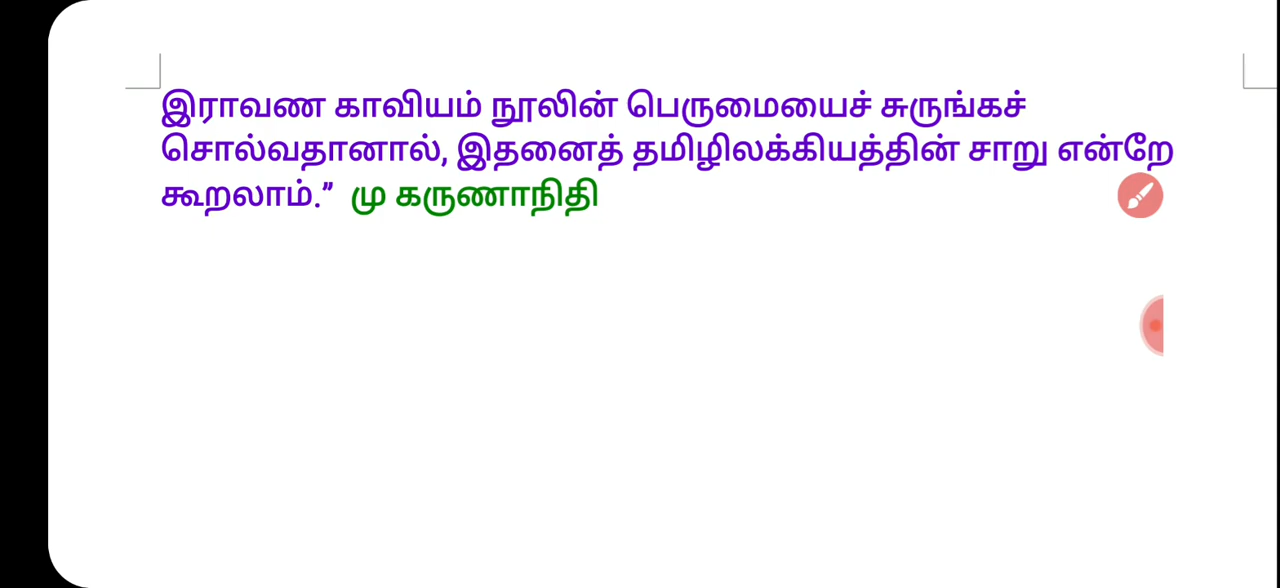 இராவண காவியம் நூலின் பெருமையைச் சுருங்கச்
சொல்வதானால், இதனைத் தமிழிலக்கியத்தின் சாறு என்றே
கூறலாம்.” மு கருணாநிதி